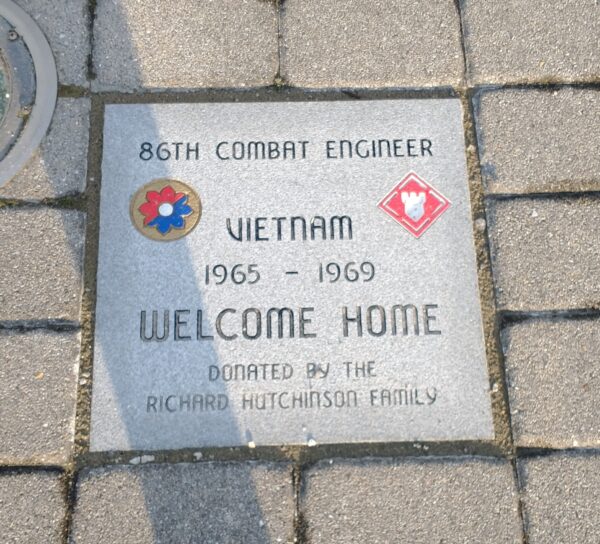 86TH COMBAT ENGINEER
VIETNAM
1965 - 1969
WELCOME HOME
DONATED BY THE
RICHARD HUTCHINSON FAMILY